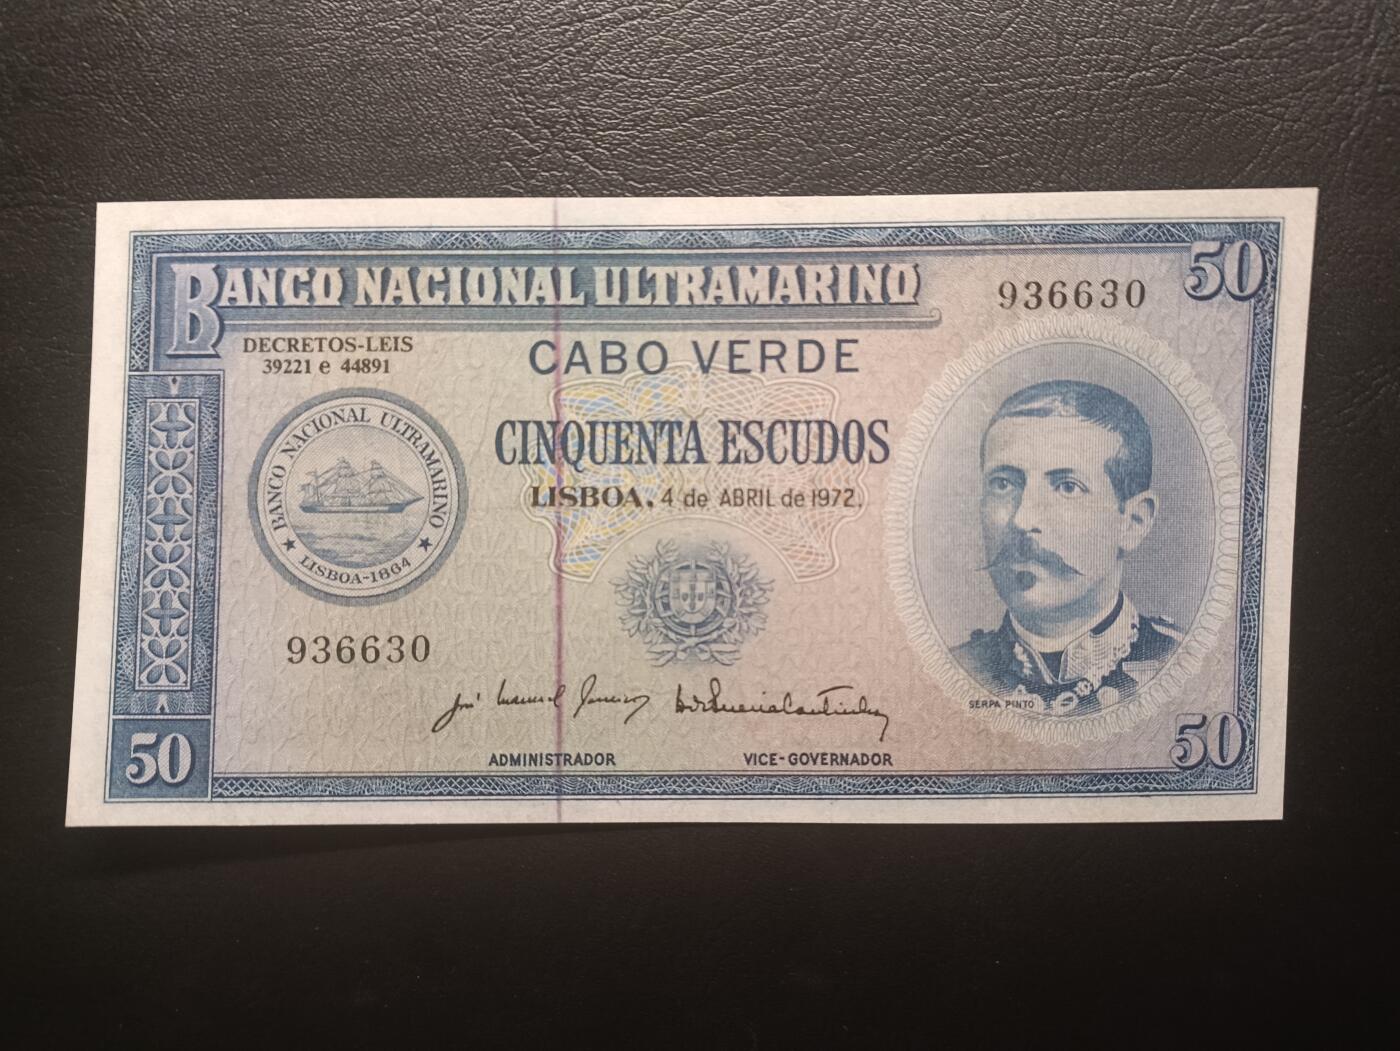 BANCO NACIONAL ULTRAMARINO
936630
50
DECRETOS-LEIS
39221 e 44891
CABO VERDE
CINQUENTA ESCUDOS
LISBOA, 4 de ABRIL de 1972.
BANCO NACIONAL ULTRAMARINO
LISBOA-1864
936630
SERPA PINTO
ADMINISTRADOR
VICE-GOVERNADOR
50
50